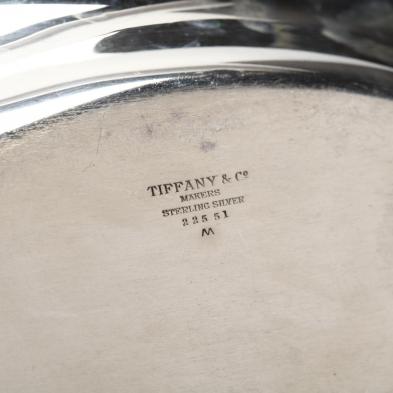 TIFFANY & Co
MAKERS
STERLING SILVER
22551
M